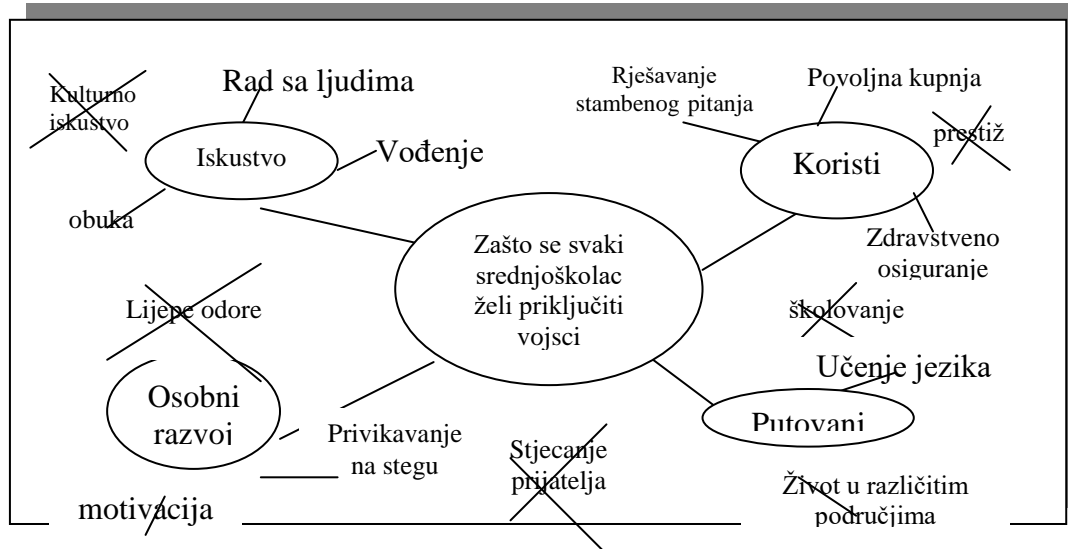 Kulturno
iskustvo
Rad sa ljudima
Rješavanje
stambenog pitanja
Povoljna kupnja
prestiž
Iskustvo
Vođenje
Koristi
obuka
Zašto se svaki
srednjoškolac
želi priključiti
vojsci
Zdravstveno
osiguranje
Lijepe odore
školovanje
Učenje jezika
Osobni
razvoj
Putovanj
Privikavanje
na stegu
Stjecanje
prijatelja
motivacija
Život u različitim
područjima